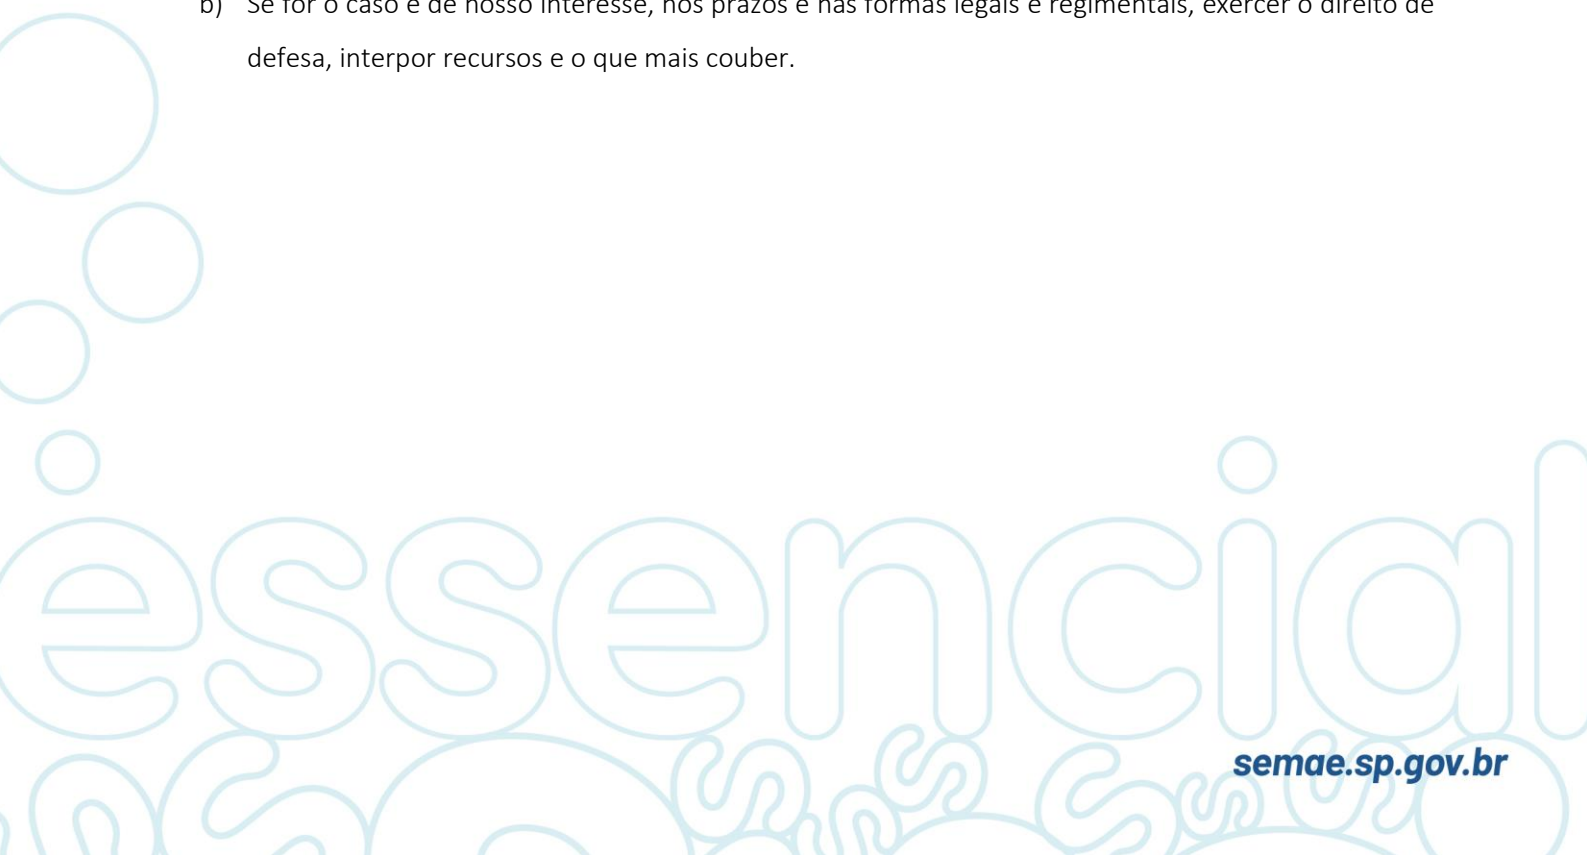 b) Se for o caso e de nosso interesse, nos prazos e nas formas legais e regimentais, exercer o direito de
defesa, interpor recursos e o que mais couber.
essencial
semae.sp.gov.br